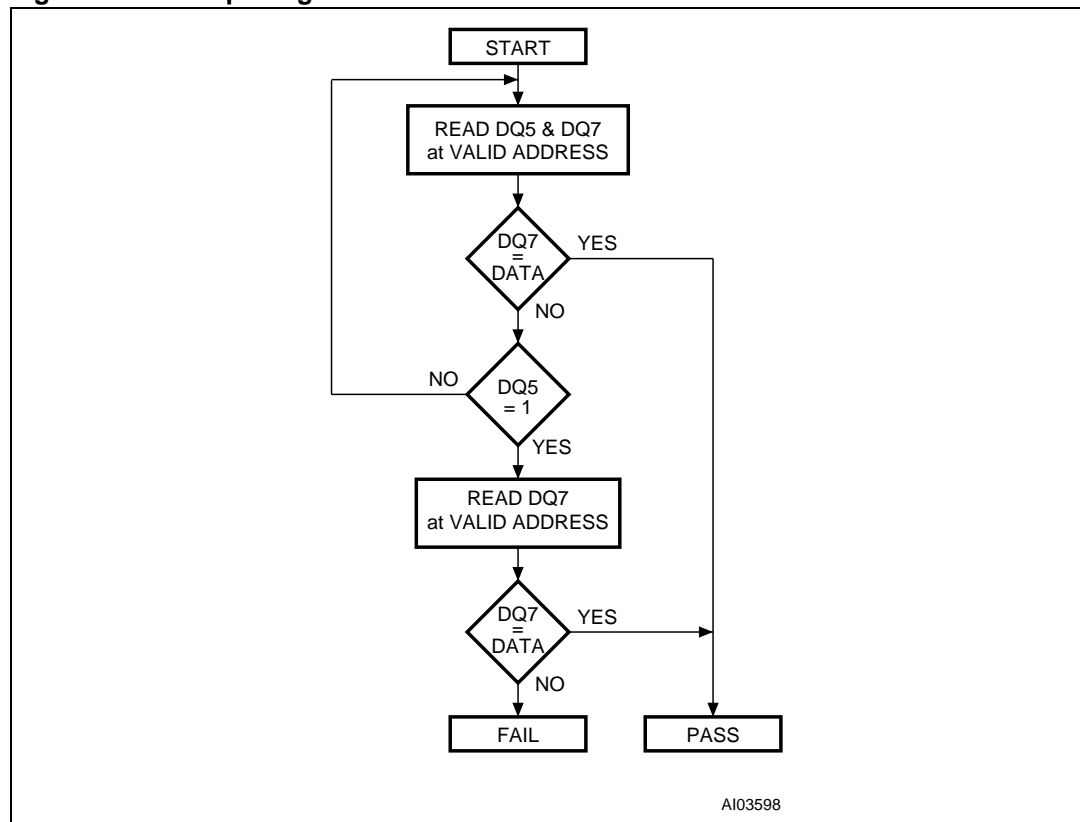 START
READ DQ5 & DQ7
at VALID ADDRESS
DQ7
=
DATA
YES
NO
DQ5
= 1
NO
YES
READ DQ7
at VALID ADDRESS
DQ7
=
DATA
YES
NO
FAIL
PASS
AI03598